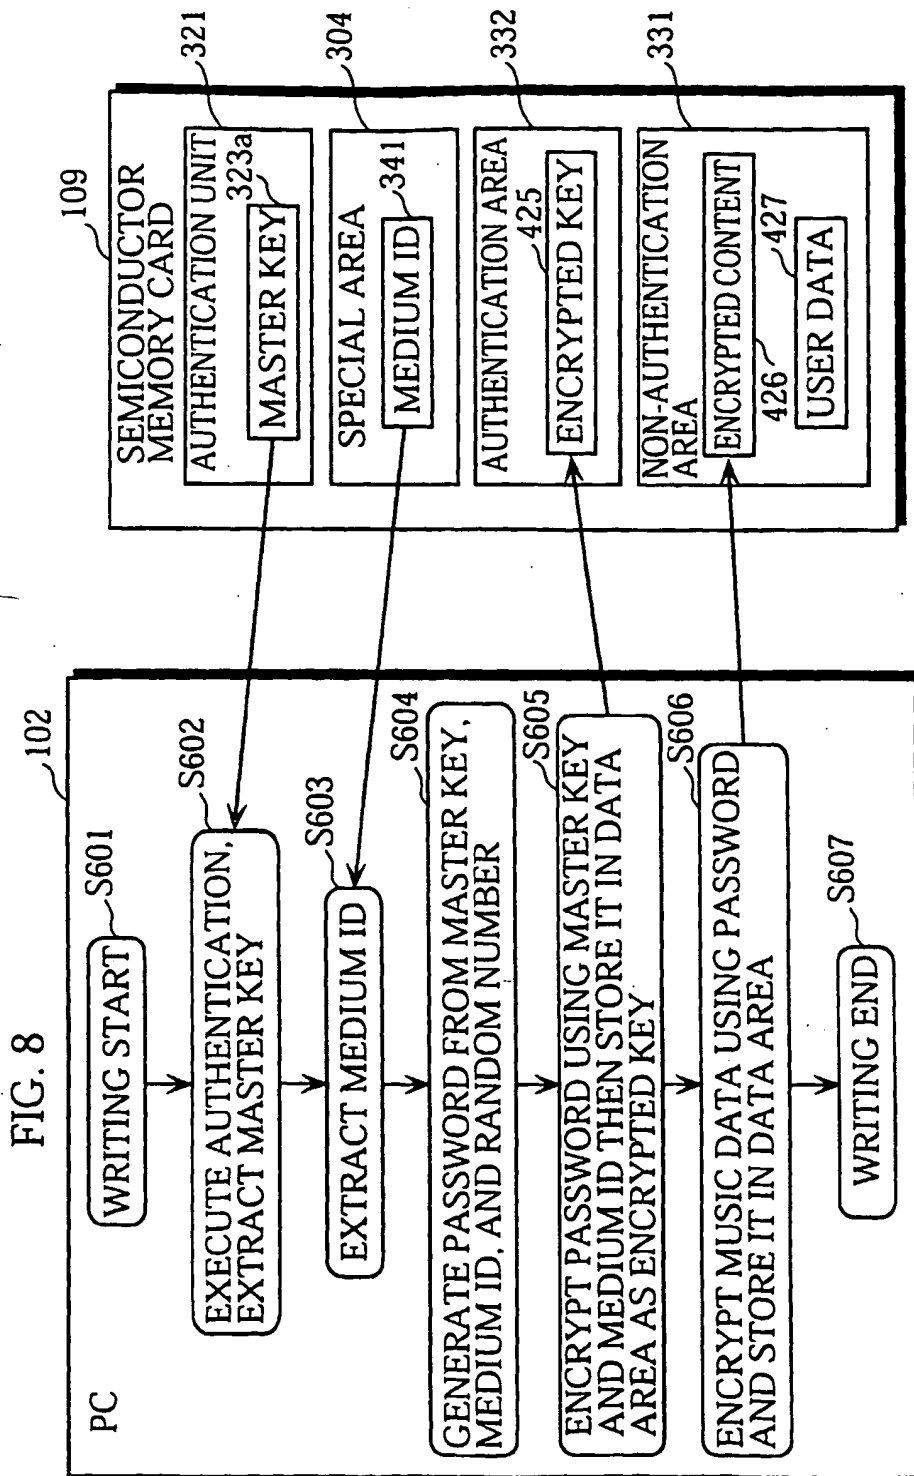 FIG. 8
PC
102
WRITING START
S601
EXECUTE AUTHENTICATION,
EXTRACT MASTER KEY
S602
EXTRACT MEDIUM ID
S603
GENERATE PASSWORD FROM MASTER KEY,
MEDIUM ID, AND RANDOM NUMBER
S604
ENCRYPT PASSWORD USING MASTER KEY
AND MEDIUM ID THEN STORE IT IN DATA
AREA AS ENCRYPTED KEY
S605
ENCRYPT MUSIC DATA USING PASSWORD
AND STORE IT IN DATA AREA
S606
WRITING END
S607
SEMICONDUCTOR
MEMORY CARD
109
AUTHENTICATION UNIT
321
323a
MASTER KEY
SPECIAL AREA
304
341
MEDIUM ID
AUTHENTICATION AREA
332
425
ENCRYPTED KEY
NON-AUTHENTICATION
AREA
331
ENCRYPTED CONTENT
426
427
USER DATA